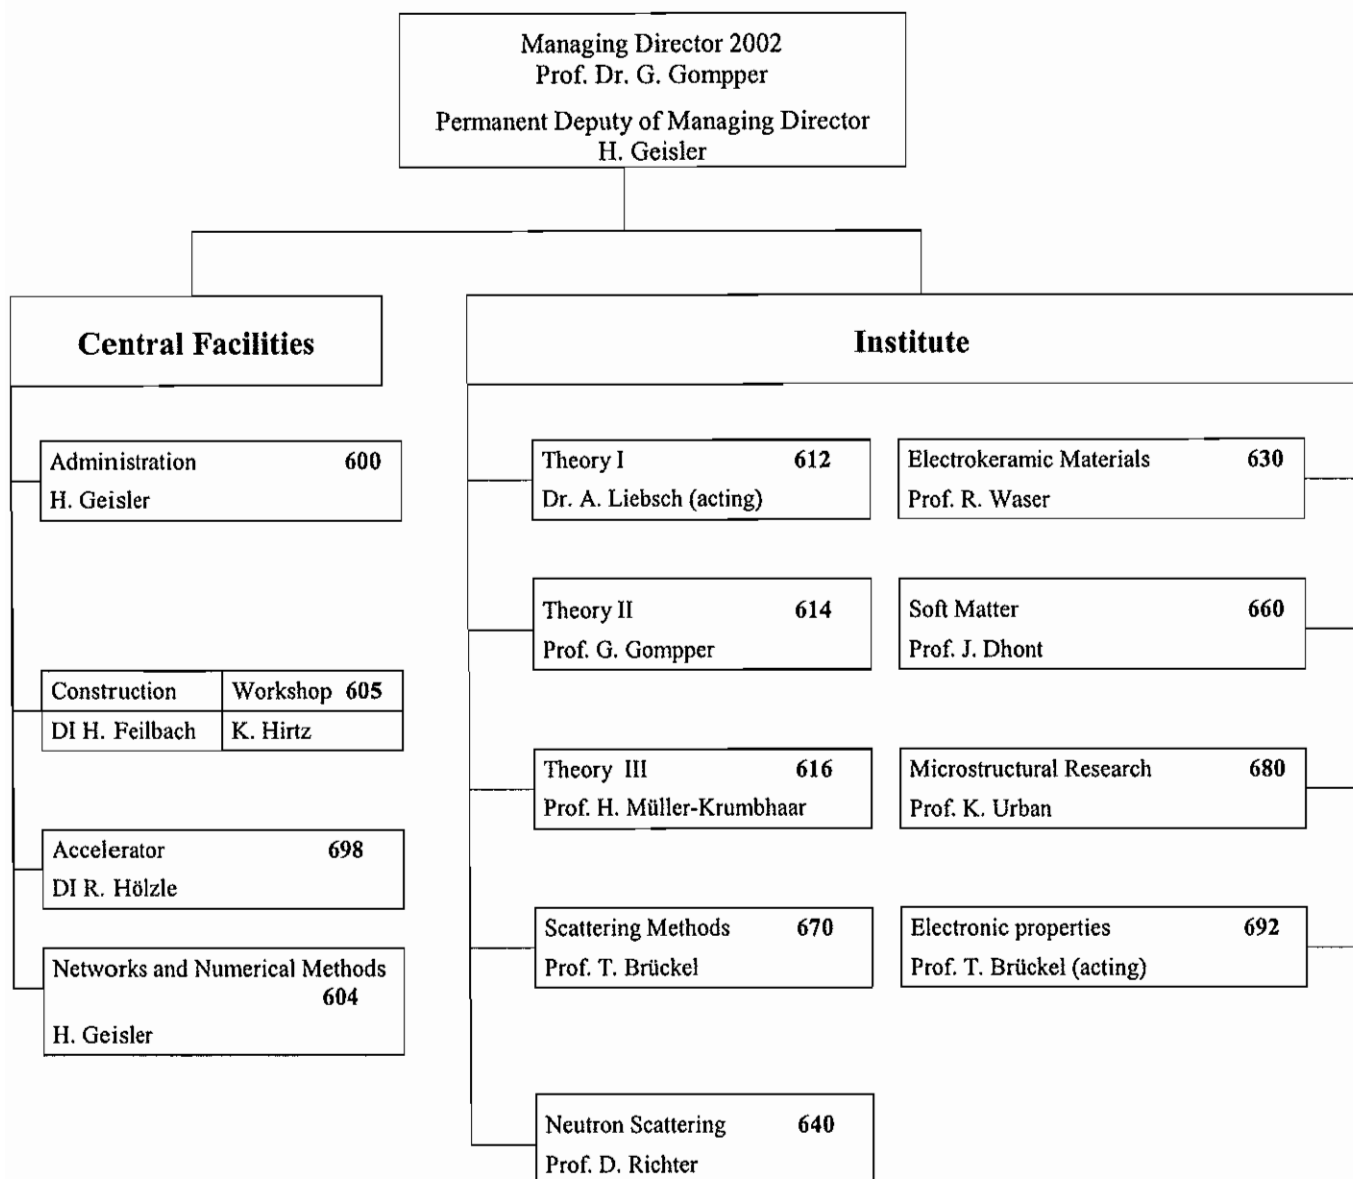 Managing Director 2002
Prof. Dr. G. Gompper
Permanent Deputy of Managing Director
H. Geisler
Central Facilities
Administration 600
H. Geisler
Construction
DI H. Feilbach
Workshop 605
K. Hirtz
Accelerator 698
DI R. Hölzle
Networks and Numerical Methods
604
H. Geisler
Institute
Theory I 612
Dr. A. Liebsch (acting)
Theory II 614
Prof. G. Gompper
Theory III 616
Prof. H. Müller-Krumbhaar
Scattering Methods 670
Prof. T. Brückel
Neutron Scattering 640
Prof. D. Richter
Electrokeramic Materials 630
Prof. R. Waser
Soft Matter 660
Prof. J. Dhont
Microstructural Research 680
Prof. K. Urban
Electronic properties 692
Prof. T. Brückel (acting)